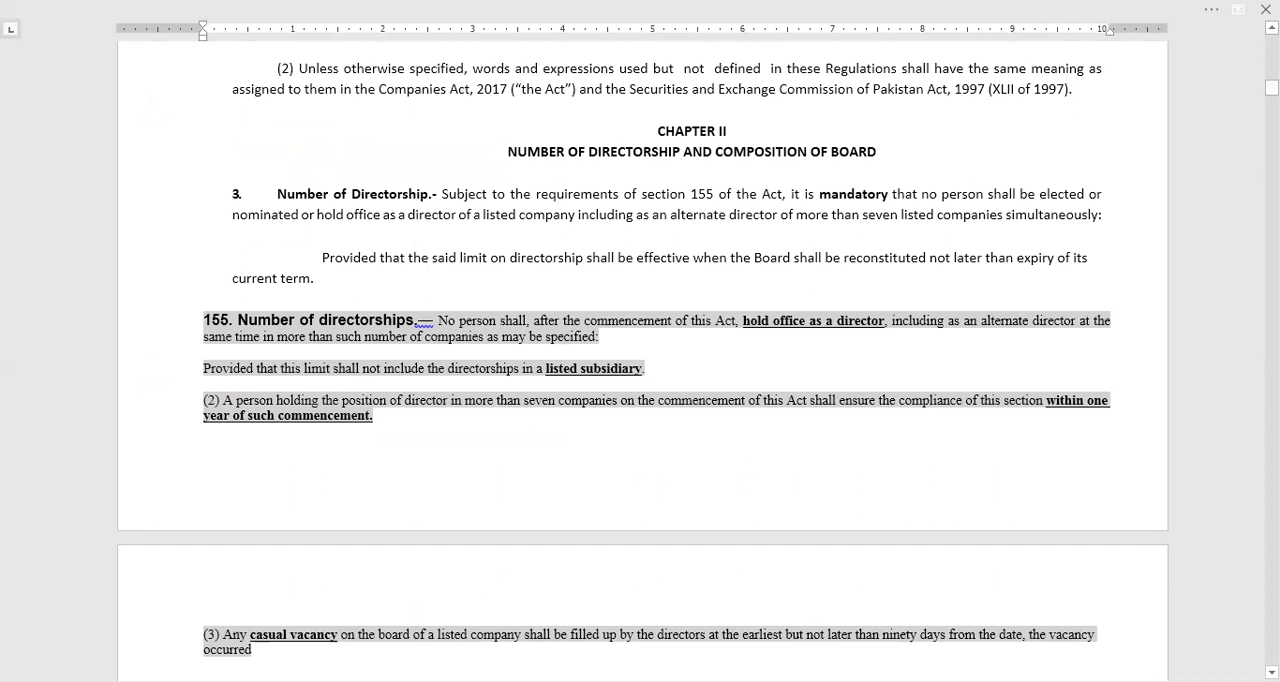 1 2 3 4 5 6 7 8 9 10
(2) Unless otherwise specified, words and expressions used but not defined in these Regulations shall have the same meaning as
assigned to them in the Companies Act, 2017 (“the Act”) and the Securities and Exchange Commission of Pakistan Act, 1997 (XLII of 1997).
CHAPTER II
NUMBER OF DIRECTORSHIP AND COMPOSITION OF BOARD
3. Number of Directorship.- Subject to the requirements of section 155 of the Act, it is mandatory that no person shall be elected or
nominated or hold office as a director of a listed company including as an alternate director of more than seven listed companies simultaneously:
Provided that the said limit on directorship shall be effective when the Board shall be reconstituted not later than expiry of its
current term.
155. Number of directorships.— No person shall, after the commencement of this Act, hold office as a director, including as an alternate director at the
same time in more than such number of companies as may be specified:
Provided that this limit shall not include the directorships in a listed subsidiary.
(2) A person holding the position of director in more than seven companies on the commencement of this Act shall ensure the compliance of this section within one
year of such commencement.
(3) Any casual vacancy on the board of a listed company shall be filled up by the directors at the earliest but not later than ninety days from the date, the vacancy
occurred